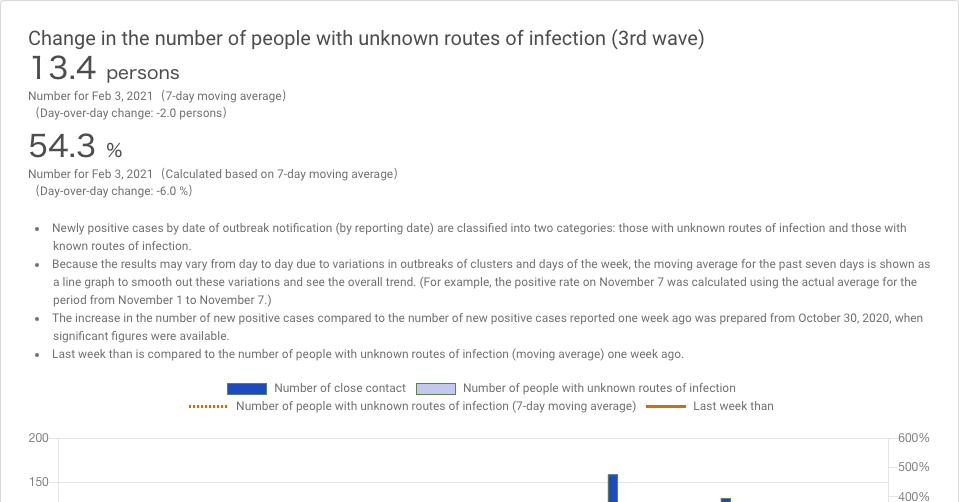 Change in the number of people with unknown routes of infection (3rd wave)
13.4 persons
Number for Feb 3, 2021（7-day moving average）
（Day-over-day change: -2.0 persons）
54.3 %
Number for Feb 3, 2021（Calculated based on 7-day moving average）
（Day-over-day change: -6.0 %）
• Newly positive cases by date of outbreak notification (by reporting date) are classified into two categories: those with unknown routes of infection and those with
known routes of infection.
• Because the results may vary from day to day due to variations in outbreaks of clusters and days of the week, the moving average for the past seven days is shown as
a line graph to smooth out these variations and see the overall trend. (For example, the positive rate on November 7 was calculated using the actual average for the
period from November 1 to November 7.)
• The increase in the number of new positive cases compared to the number of new positive cases reported one week ago was prepared from October 30, 2020, when
significant figures were available.
• Last week than is compared to the number of people with unknown routes of infection (moving average) one week ago.
Number of close contact Number of people with unknown routes of infection
Number of people with unknown routes of infection (7-day moving average) Last week than
200 600%
500%
150
400%